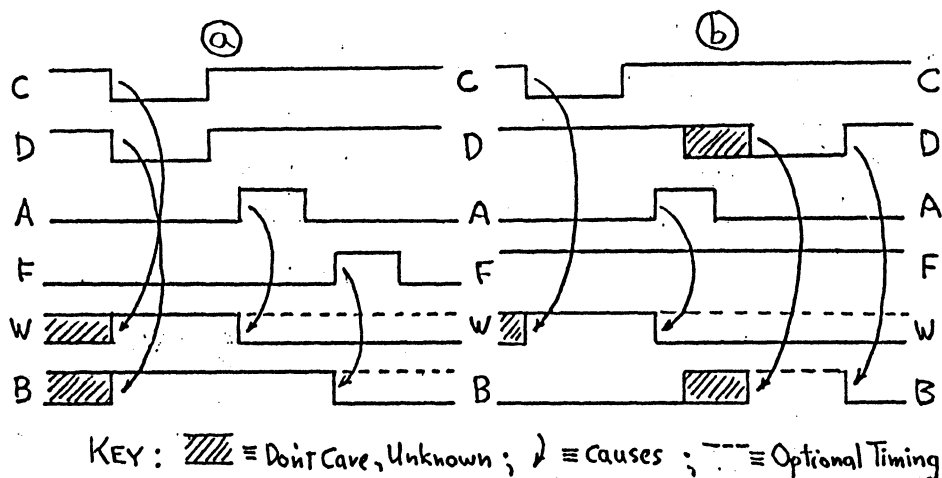 a b
C C C
D D D
A A A
F F F
W W W
B B B
KEY: ≡ Don't Care, Unknown; ≡ causes; ≡ Optional Timing